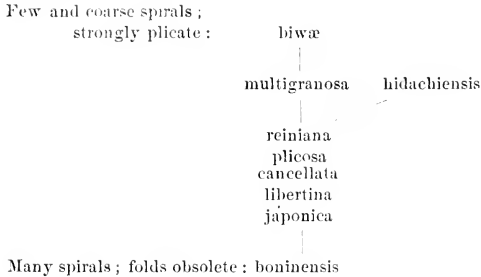 Few and coarse spirals ;
strongly plicate : biwæ
multigranosa hidachiensis
reiniana
plicosa
cancellata
libertina
japonica
Many spirals ; folds obsolete : boninensis